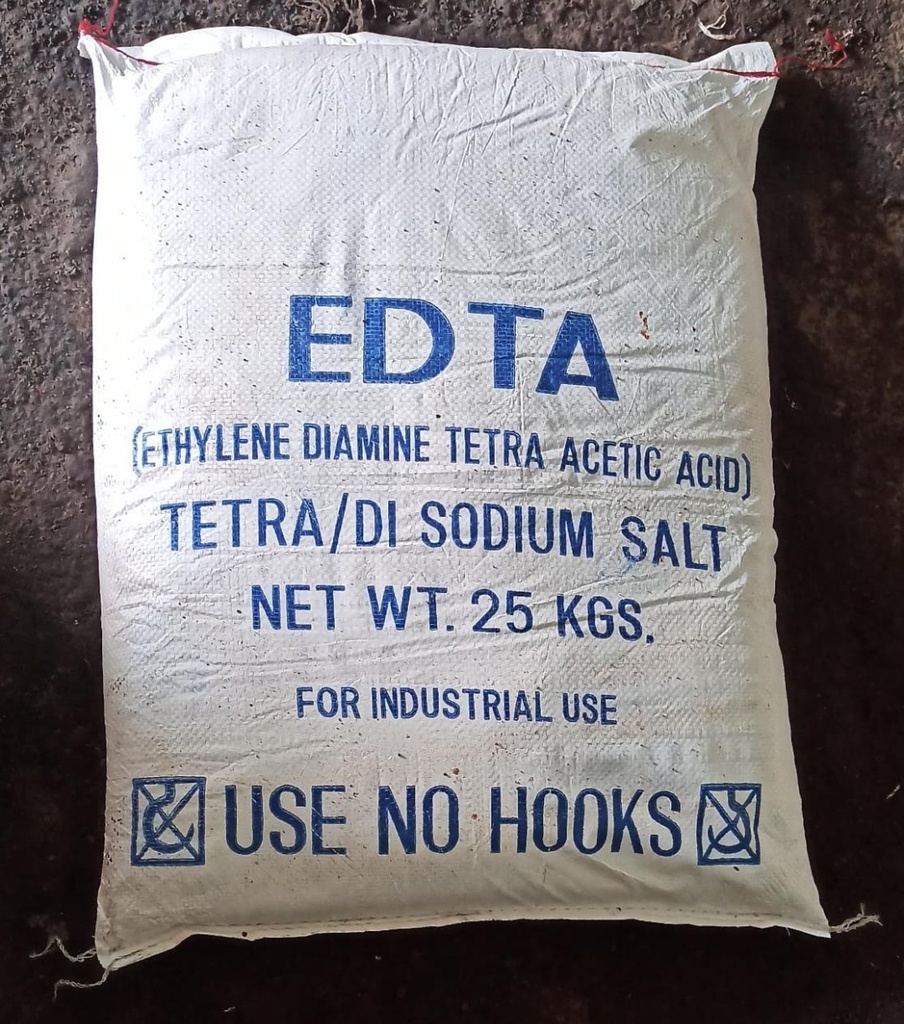 EDTA
(ETHYLENE DIAMINE TETRA ACETIC ACID)
TETRA/DI SODIUM SALT
NET WT. 25 KGS.
FOR INDUSTRIAL USE
USE NO HOOKS